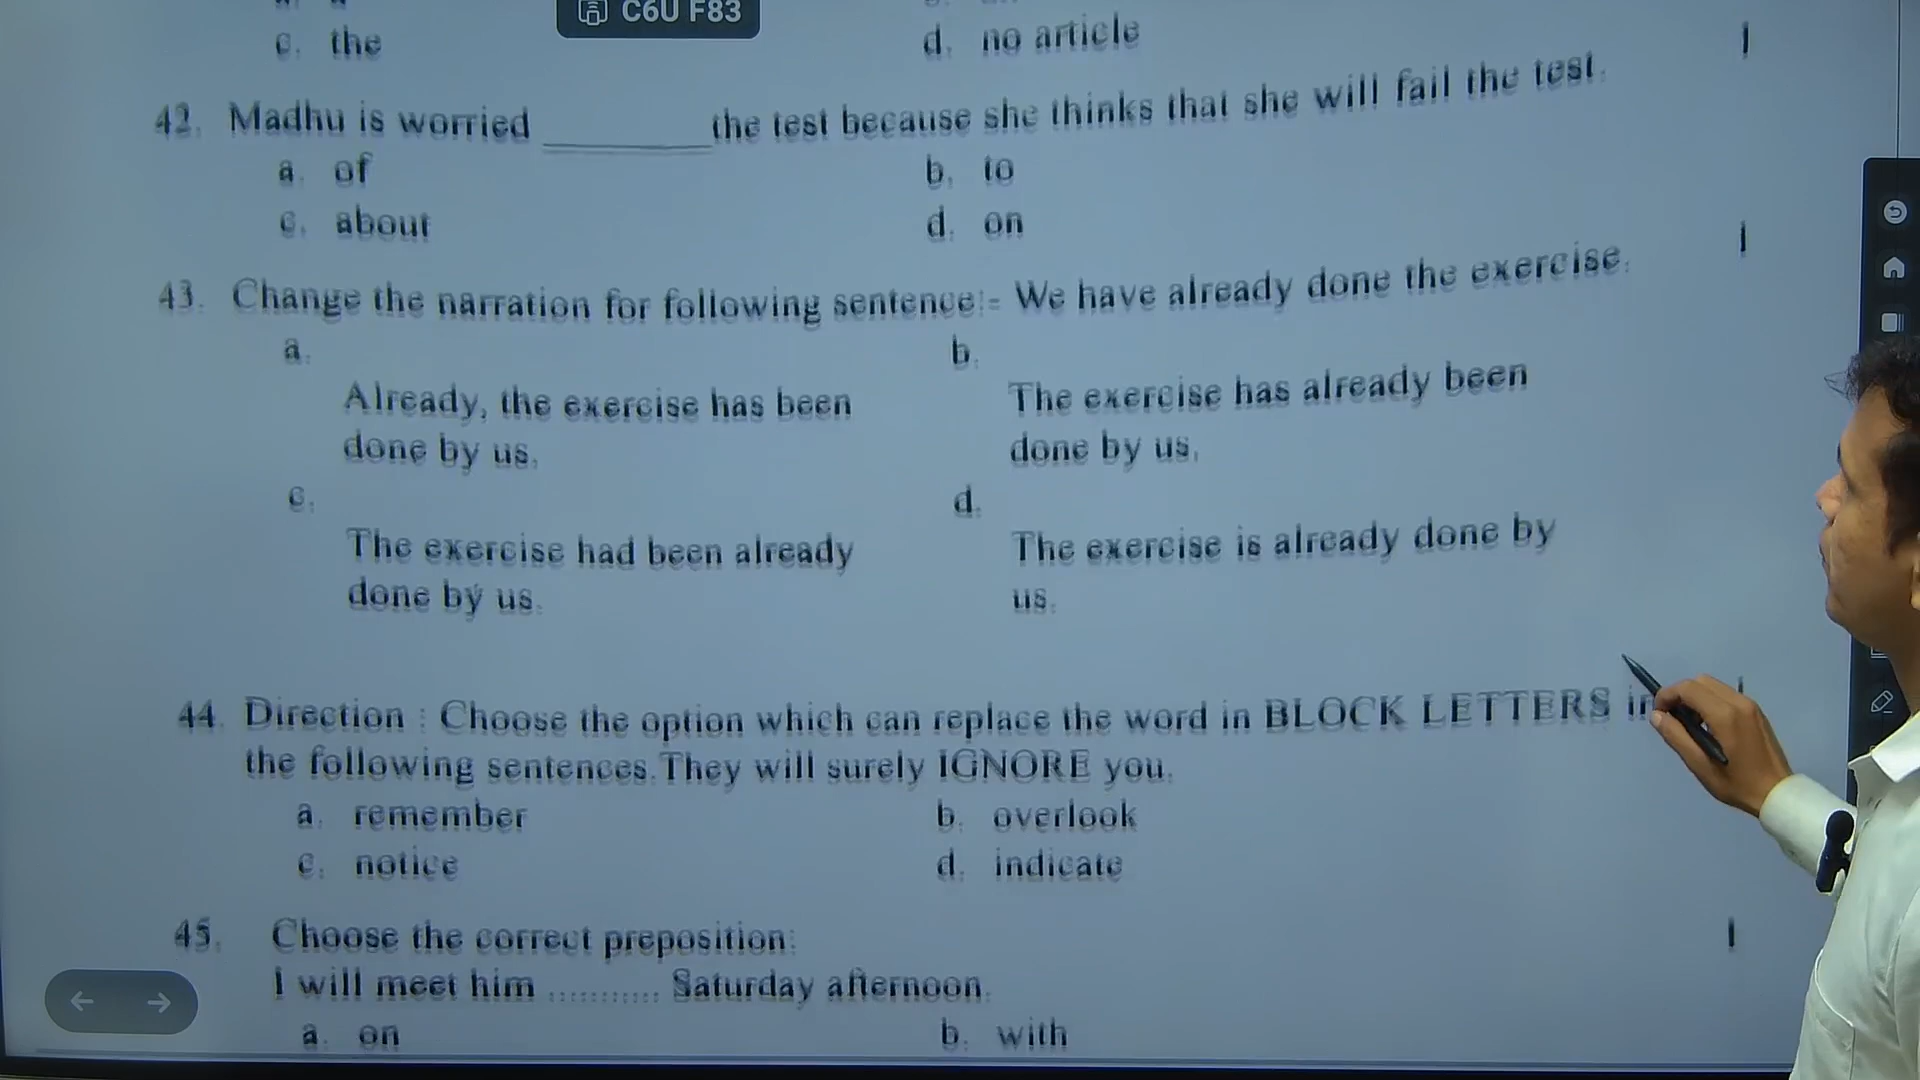 C6U F83
c. the
d. no article
1
42. Madhu is worried ________ the test because she thinks that she will fail the test.
a. of
b. to
c. about
d. on
1
43. Change the narration for following sentence:- We have already done the exercise.
a.
b.
Already, the exercise has been
done by us.
The exercise has already been
done by us.
c.
d.
The exercise had been already
done by us.
The exercise is already done by
us.
44. Direction : Choose the option which can replace the word in BLOCK LETTERS in
the following sentences.They will surely IGNORE you.
a. remember
b. overlook
c. notice
d. indicate
45. Choose the correct preposition:
1
I will meet him ........... Saturday afternoon.
a. on
b. with